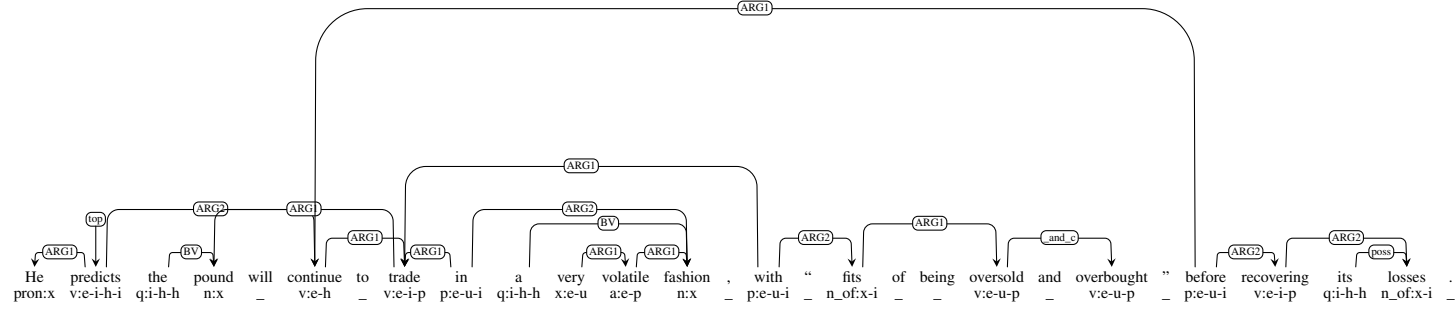 ARG1
ARG1
ARG2 ARG1 ARG2
top BV ARG1
ARG1 BV ARG1 ARG1 ARG1 ARG1 ARG2 _and_c ARG2 ARG2 poss
He predicts the pound will continue to trade in a very volatile fashion , with “ fits of being oversold and overbought ” before recovering its losses .
pron:x v:e-i-h-i q:i-h-h n:x _ v:e-h _ v:e-i-p p:e-u-i q:i-h-h x:e-u a:e-p n:x _ p:e-u-i _ n_of:x-i _ _ v:e-u-p _ v:e-u-p _ p:e-u-i v:e-i-p q:i-h-h n_of:x-i _